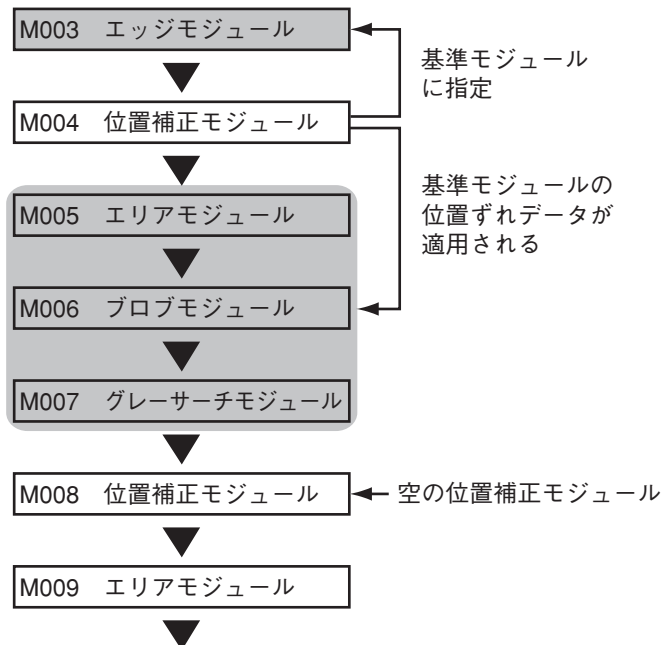 M003 エッジモジュール
基準モジュール
に指定
M004 位置補正モジュール
基準モジュールの
位置ずれデータが
適用される
M005 エリアモジュール
M006 ブロブモジュール
M007 グレーサーチモジュール
M008 位置補正モジュール
空の位置補正モジュール
M009 エリアモジュール